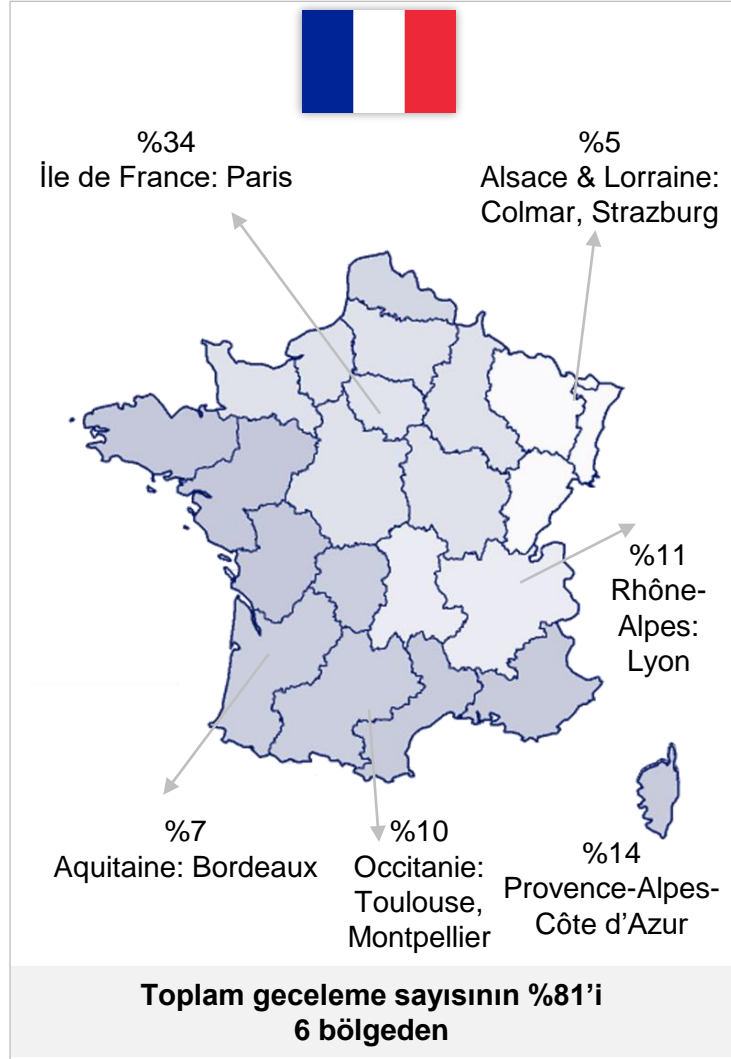 %34
İle de France: Paris
%5
Alsace & Lorraine:
Colmar, Strazburg
%11
Rhône-
Alpes:
Lyon
%7
Aquitaine: Bordeaux
%10
Occitanie:
Toulouse,
Montpellier
%14
Provence-Alpes-
Côte d’Azur
Toplam geceleme sayısının %81’i
6 bölgeden